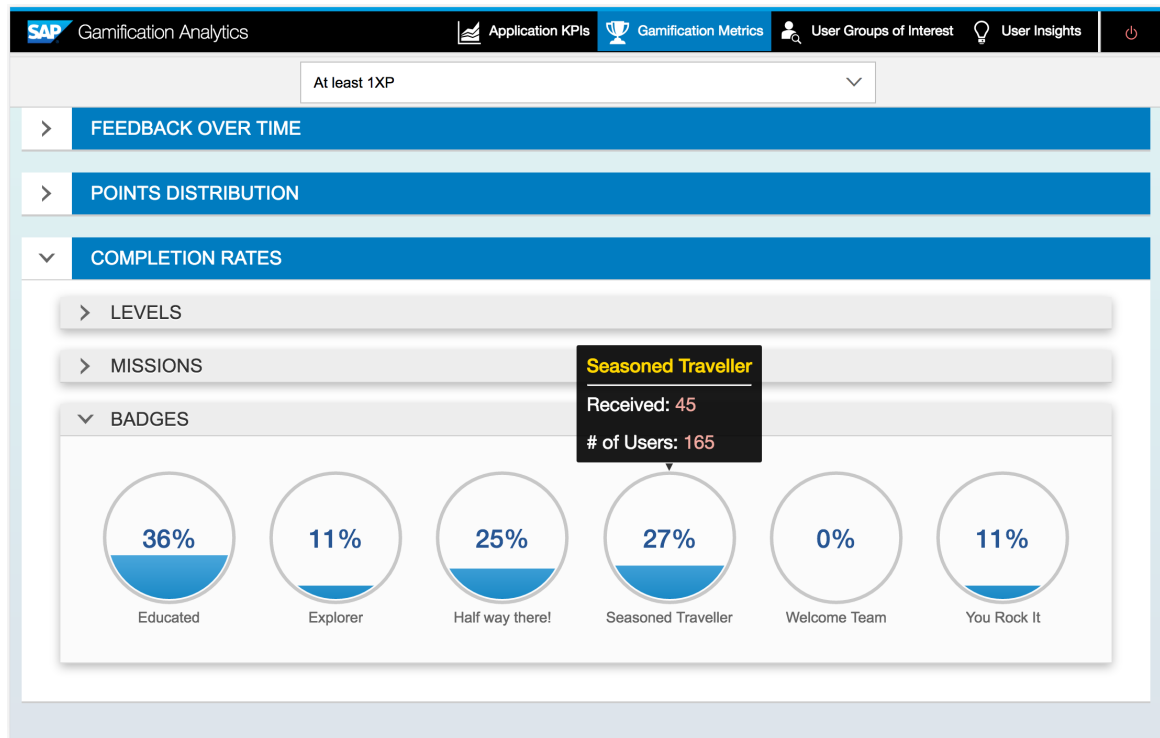 SAP Gamification Analytics Application KPIs Gamification Metrics User Groups of Interest User Insights
At least 1XP
FEEDBACK OVER TIME
POINTS DISTRIBUTION
COMPLETION RATES
LEVELS
MISSIONS
Seasoned Traveller
Received: 45
# of Users: 165
BADGES
36% 11% 25% 27% 0% 11%
Educated Explorer Half way there! Seasoned Traveller Welcome Team You Rock It